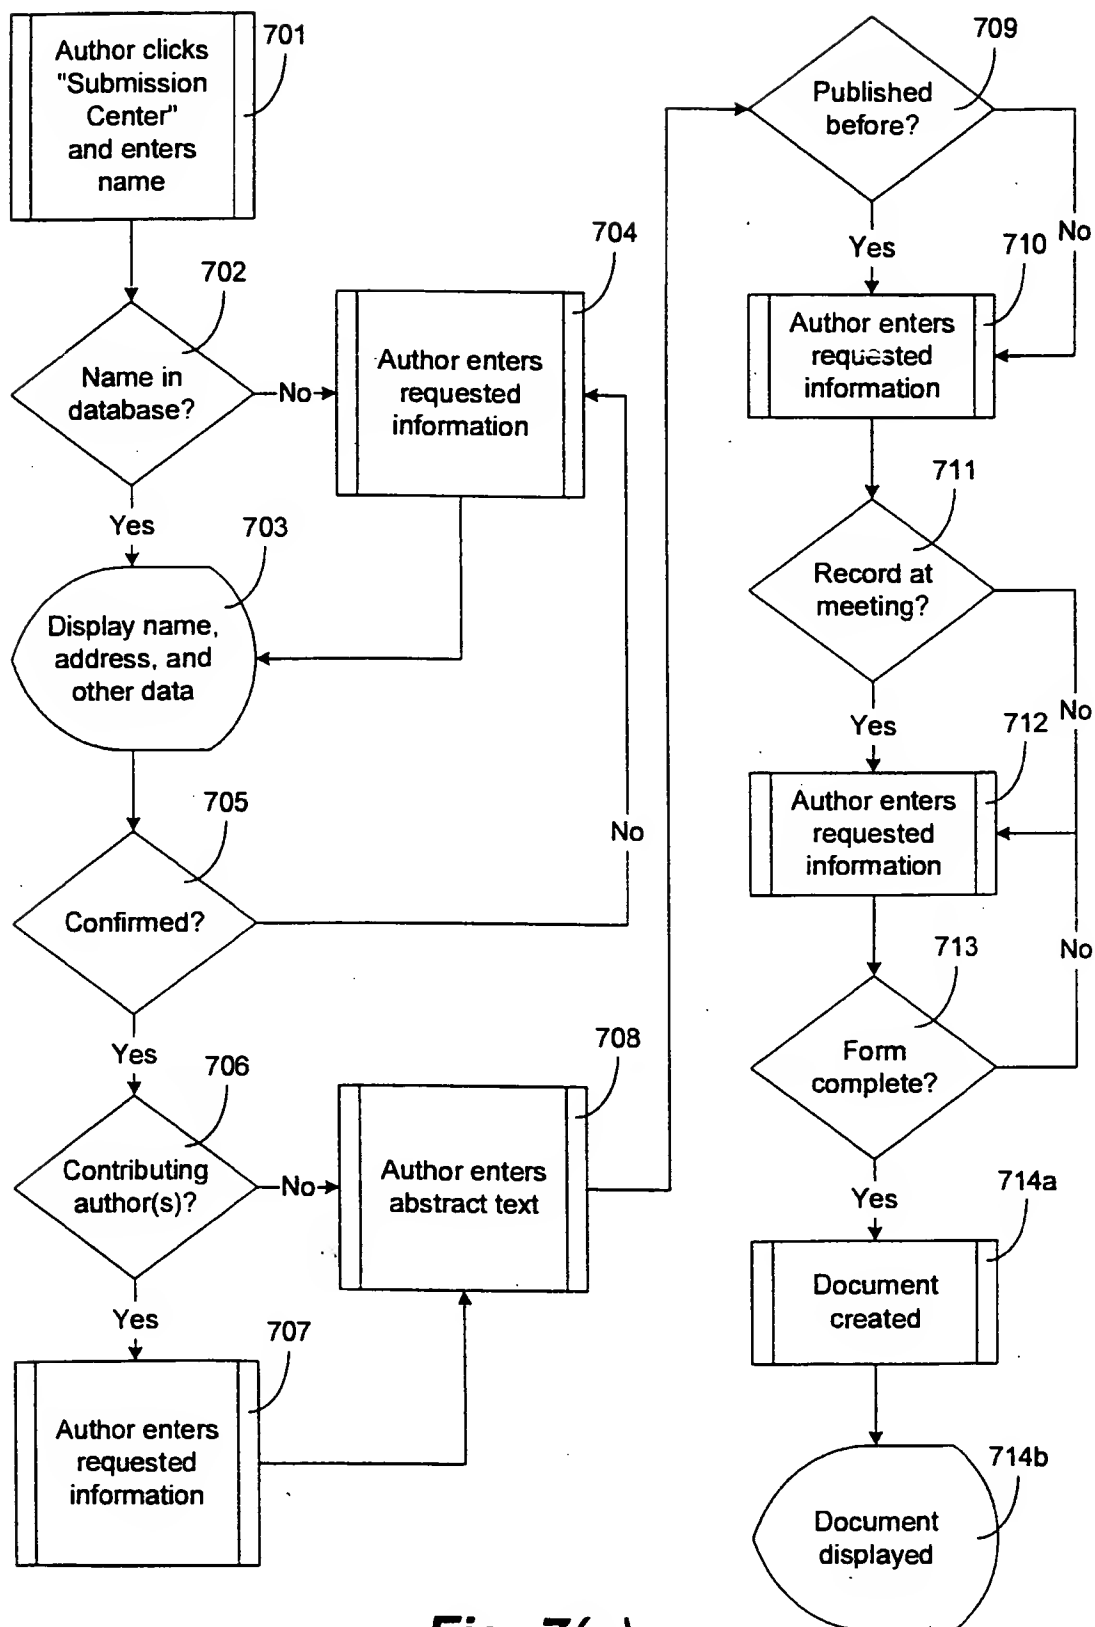 701
Author clicks
"Submission
Center"
and enters
name
702
Name in
database?
No
704
Author enters
requested
information
Yes
703
Display name,
address, and
other data
705
Confirmed?
No
Yes
706
Contributing
author(s)?
No
708
Author enters
abstract text
Yes
707
Author enters
requested
information
709
Published
before?
No
Yes
710
Author enters
requested
information
711
Record at
meeting?
No
Yes
712
Author enters
requested
information
713
Form
complete?
No
Yes
714a
Document
created
714b
Document
displayed